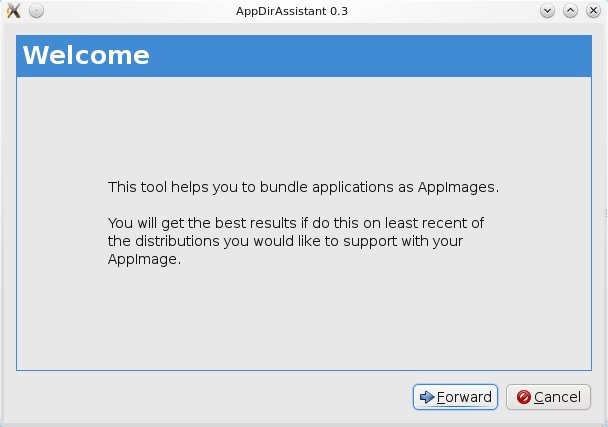 AppDirAssistant 0.3
Welcome
This tool helps you to bundle applications as AppImages.
You will get the best results if do this on least recent of
the distributions you would like to support with your
AppImage.
Forward
Cancel